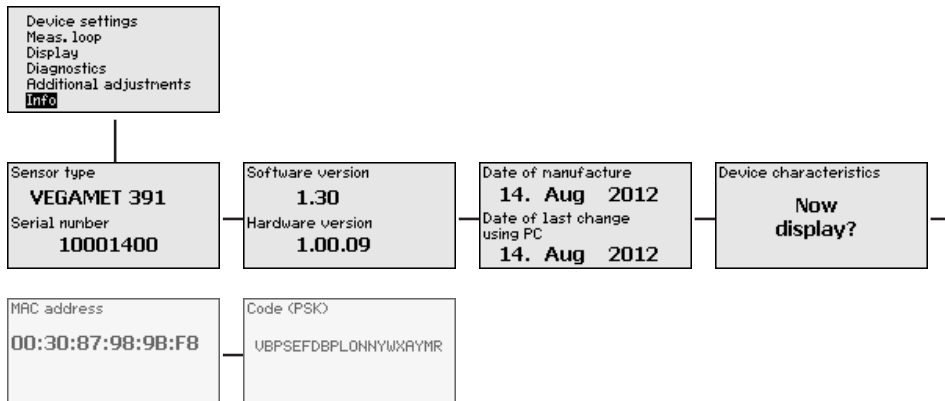 Device settings
Meas. loop
Display
Diagnostics
Additional adjustments
Info
Sensor type
VEGAMET 391
Serial number
10001400
Software version
1.30
Hardware version
1.00.09
Date of manufacture
14. Aug 2012
Date of last change
using PC
14. Aug 2012
Device characteristics
Now
display?
MAC address
00:30:87:98:9B:F8
Code (PSK)
VBPSEFDBPLONNYWXAYMR